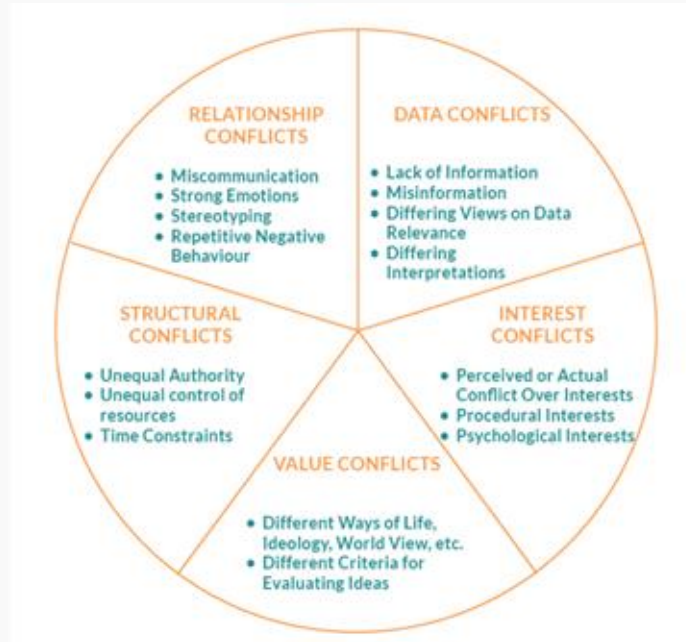 RELATIONSHIP
CONFLICTS
• Miscommunication
• Strong Emotions
• Stereotyping
• Repetitive Negative
Behaviour
DATA CONFLICTS
• Lack of Information
• Misinformation
• Differing Views on Data
Relevance
• Differing
Interpretations
STRUCTURAL
CONFLICTS
• Unequal Authority
• Unequal control of
resources
• Time Constraints
INTEREST
CONFLICTS
• Perceived or Actual
Conflict Over Interests
• Procedural Interests
• Psychological Interests
VALUE CONFLICTS
• Different Ways of Life,
Ideology, World View, etc.
• Different Criteria for
Evaluating Ideas